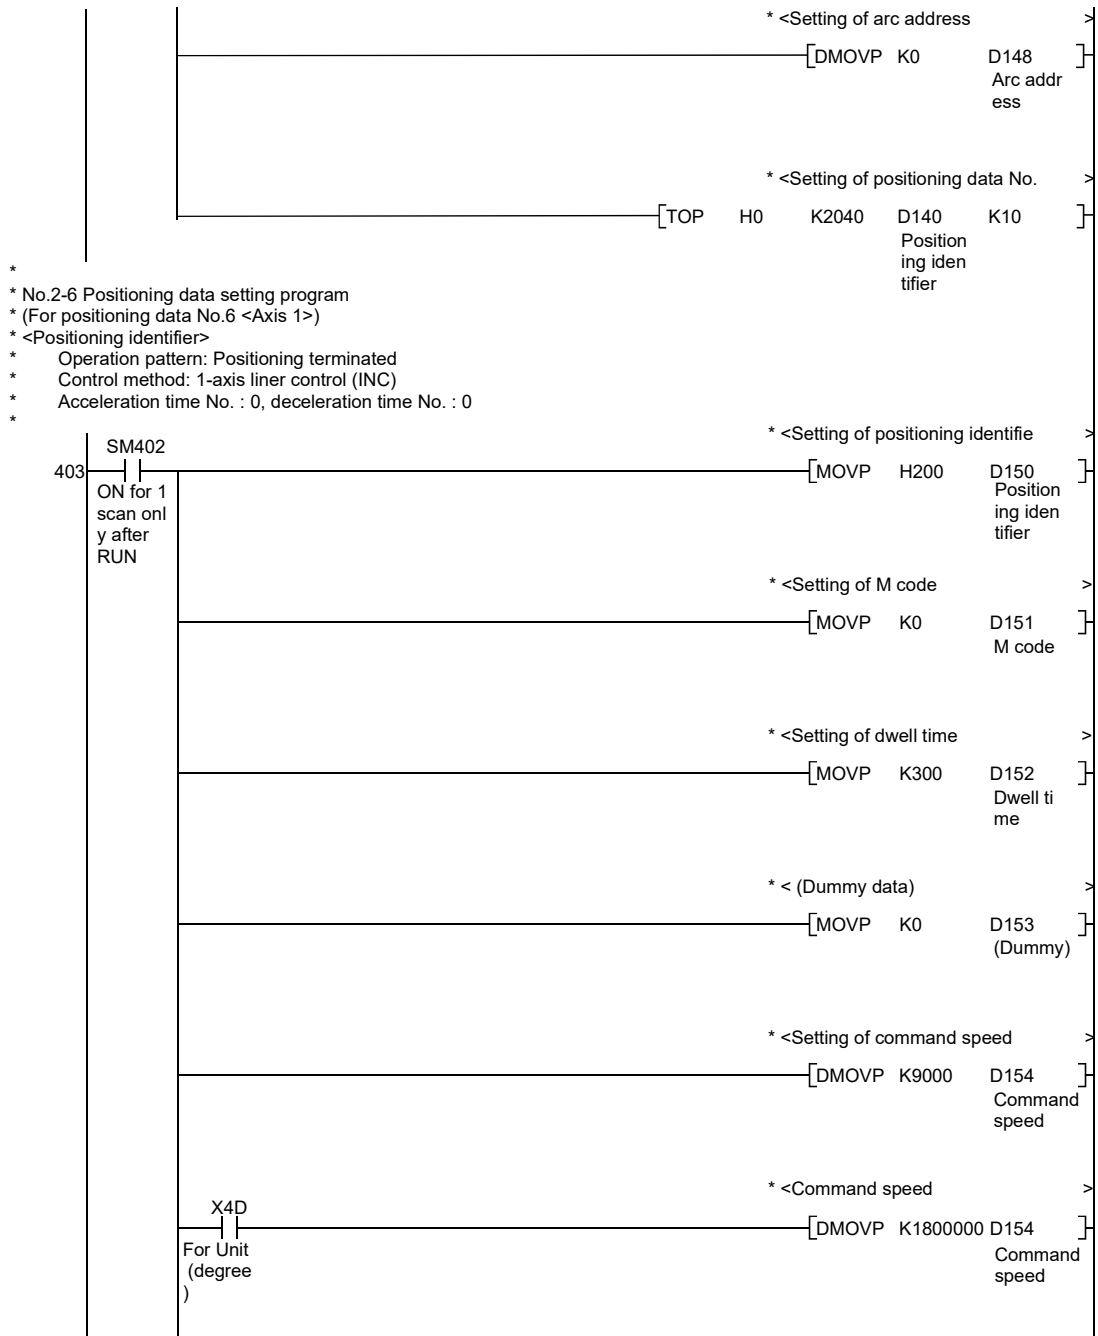 * <Setting of arc address >
DMOVP K0 D148
Arc addr
ess
* <Setting of positioning data No. >
TOP H0 K2040 D140 K10
Position
ing iden
tifier
*
* No.2-6 Positioning data setting program
* (For positioning data No.6 <Axis 1>)
* <Positioning identifier>
* Operation pattern: Positioning terminated
* Control method: 1-axis liner control (INC)
* Acceleration time No. : 0, deceleration time No. : 0
*
* <Setting of positioning identifie >
SM402
403
MOVP H200 D150
ON for 1
scan onl
y after
RUN
Position
ing iden
tifier
* <Setting of M code >
MOVP K0 D151
M code
* <Setting of dwell time >
MOVP K300 D152
Dwell ti
me
* < (Dummy data) >
MOVP K0 D153
(Dummy)
* <Setting of command speed >
DMOVP K9000 D154
Command
speed
* <Command speed >
X4D
DMOVP K1800000 D154
For Unit
(degree
)
Command
speed